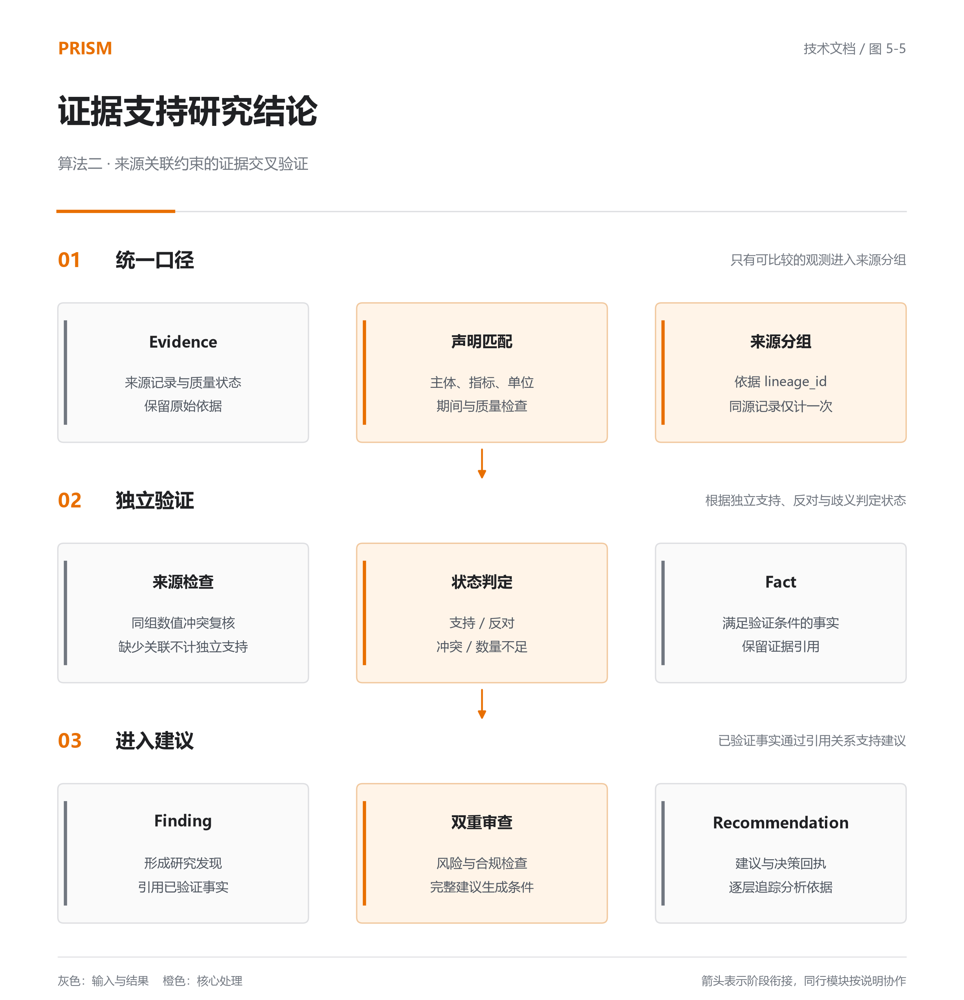 PRISM
技术文档 / 图 5-5
证据支持研究结论
算法二 · 来源关联约束的证据交叉验证
01 统一口径
只有可比较的观测进入来源分组
Evidence
来源记录与质量状态
保留原始依据
声明匹配
主体、指标、单位
期间与质量检查
来源分组
依据 lineage_id
同源记录仅计一次
02 独立验证
根据独立支持、反对与歧义判定状态
来源检查
同组数值冲突复核
缺少关联不计独立支持
状态判定
支持 / 反对
冲突 / 数量不足
Fact
满足验证条件的事实
保留证据引用
03 进入建议
已验证事实通过引用关系支持建议
Finding
形成研究发现
引用已验证事实
双重审查
风险与合规检查
完整建议生成条件
Recommendation
建议与决策回执
逐层追踪分析依据
灰色：输入与结果 橙色：核心处理
箭头表示阶段衔接，同行模块按说明协作